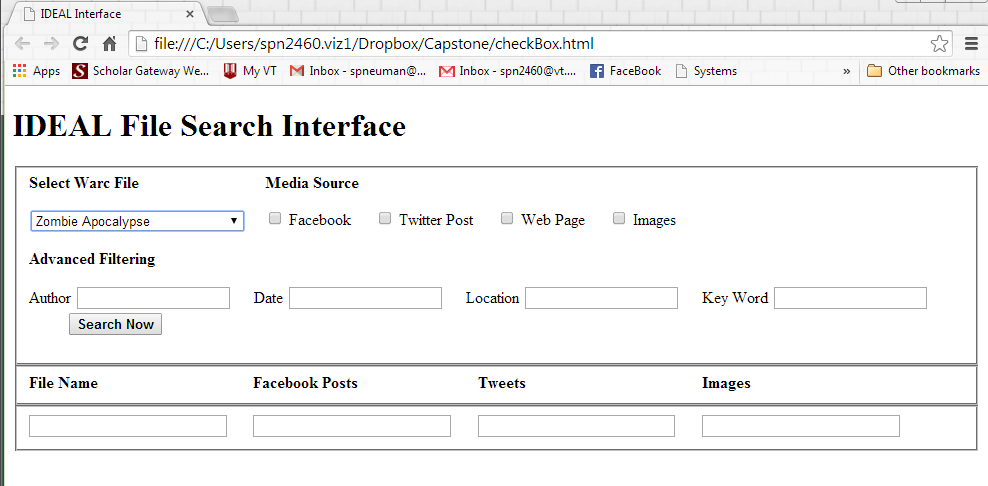 IDEAL Interface
file:///C:/Users/spn2460.viz1/Dropbox/Capstone/checkBox.html
Apps Scholar Gateway We... My VT Inbox - spneuman@... Inbox - spn2460@vt.... FaceBook Systems » Other bookmarks
IDEAL File Search Interface
Select Warc File Media Source
Zombie Apocalypse Facebook Twitter Post Web Page Images
Advanced Filtering
Author Date Location Key Word
Search Now
File Name Facebook Posts Tweets Images